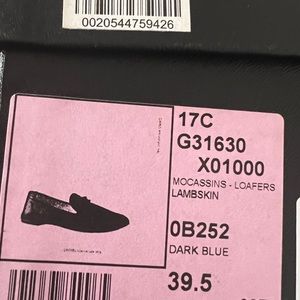 0020544759426
17C
G31630
X01000
MOCASSINS - LOAFERS
LAMBSKIN
0B252
DARK BLUE
39.5